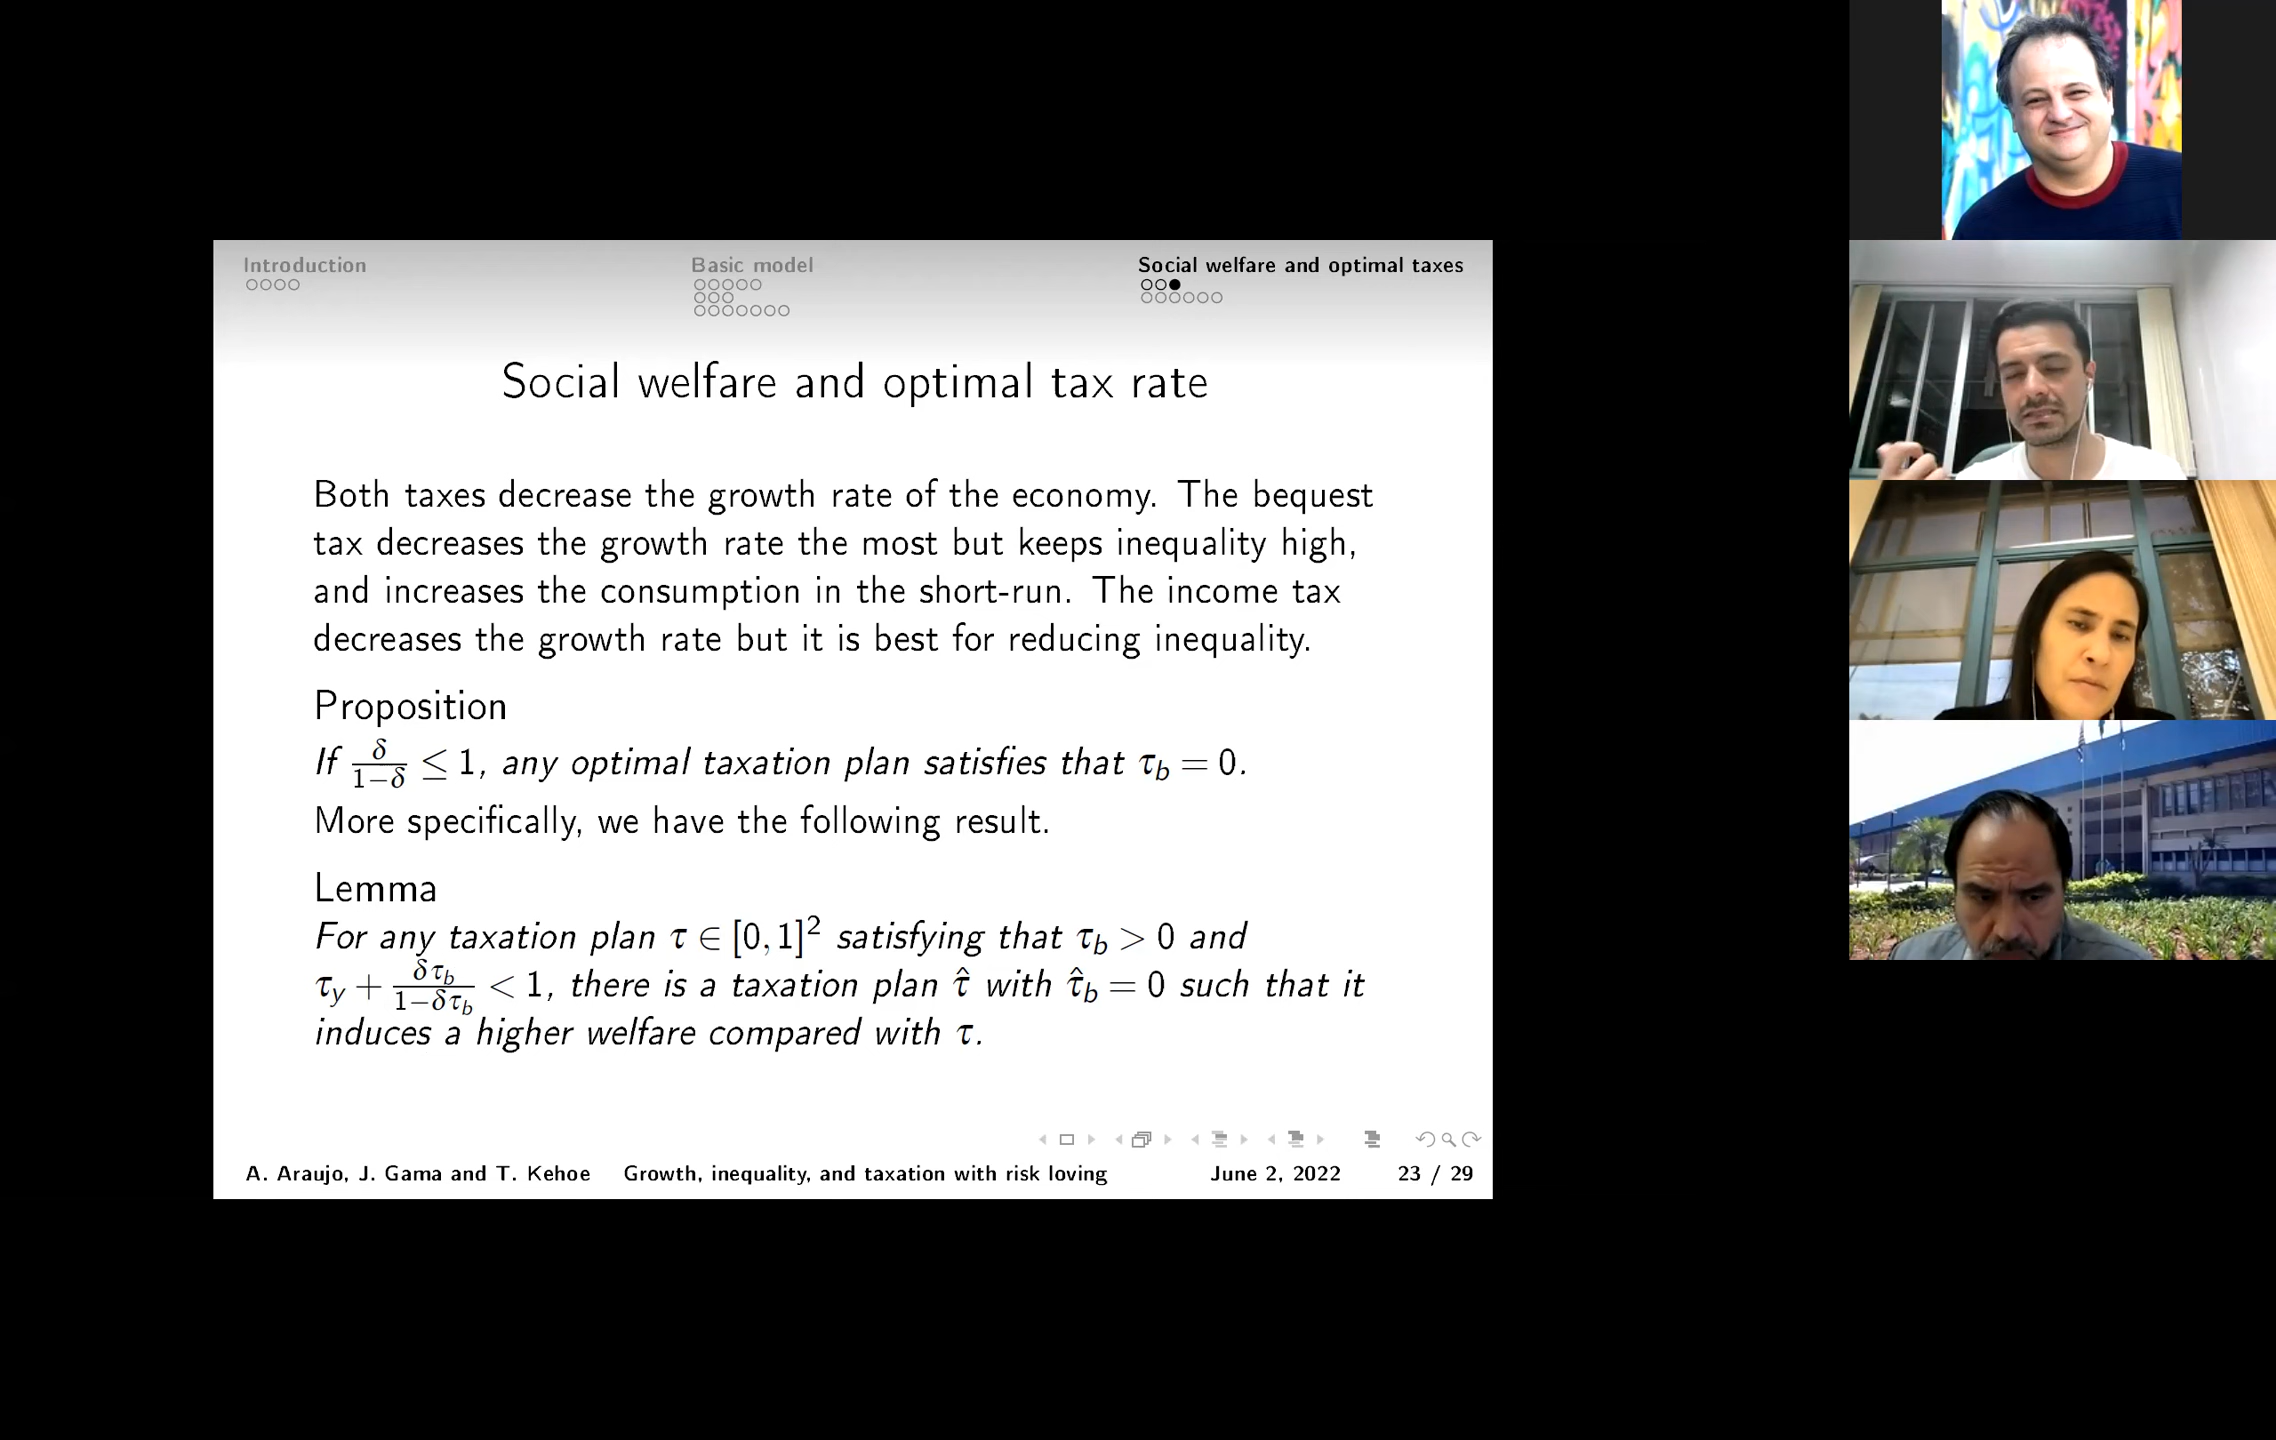 Introduction
Basic model
Social welfare and optimal taxes
Social welfare and optimal tax rate
Both taxes decrease the growth rate of the economy. The bequest
tax decreases the growth rate the most but keeps inequality high,
and increases the consumption in the short-run. The income tax
decreases the growth rate but it is best for reducing inequality.
Proposition
If δ/(1−δ) ≤ 1, any optimal taxation plan satisfies that τ_b = 0.
More specifically, we have the following result.
Lemma
For any taxation plan τ ∈ [0, 1]² satisfying that τ_b > 0 and
τ_y + δτ_b/(1−δτ_b) < 1, there is a taxation plan τ̂ with τ̂_b = 0 such that it
induces a higher welfare compared with τ.
A. Araujo, J. Gama and T. Kehoe
Growth, inequality, and taxation with risk loving
June 2, 2022
23 / 29